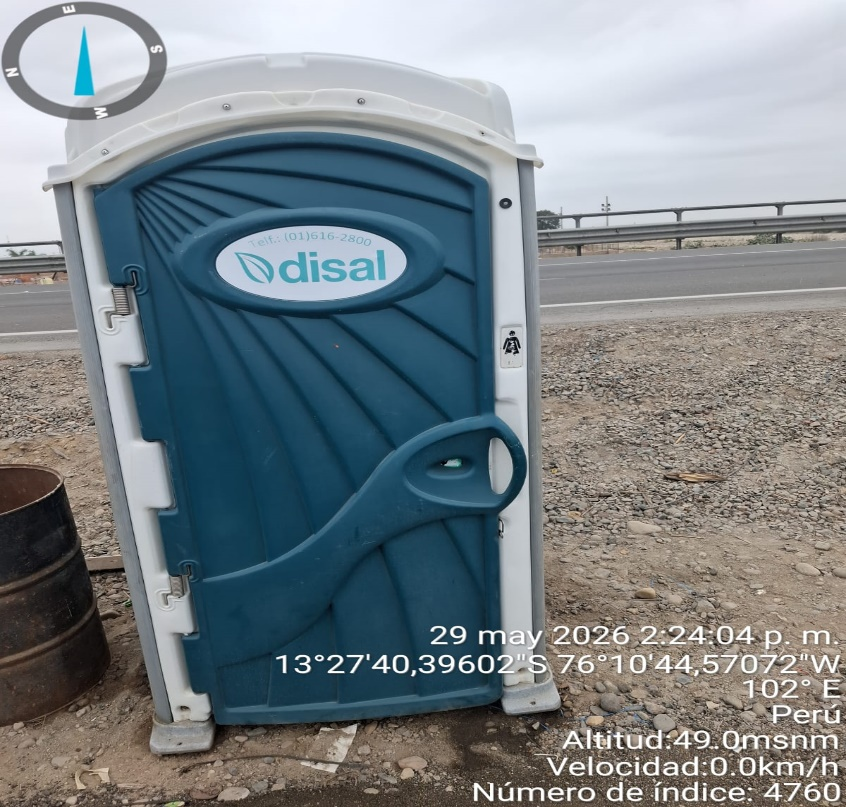 E
N
S
W
Telf.: (01)616-2800
disal
29 may 2026 2:24:04 p. m.
13°27'40,39602"S 76°10'44,57072"W
102° E
Perú
Altitud:49.0msnm
Velocidad:0.0km/h
Número de índice: 4760